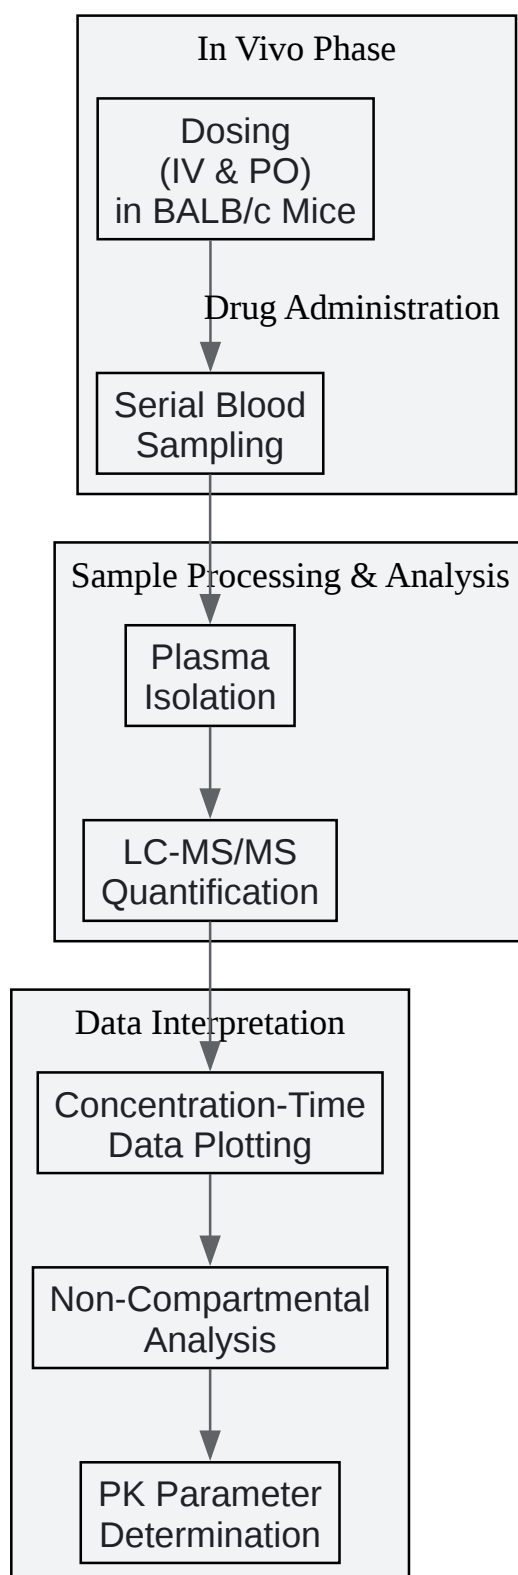 In Vivo Phase
Dosing
(IV & PO)
in BALB/c Mice
Drug Administration
Serial Blood
Sampling
Sample Processing & Analysis
Plasma
Isolation
LC-MS/MS
Quantification
Data Interpretation
Concentration-Time
Data Plotting
Non-Compartmental
Analysis
PK Parameter
Determination